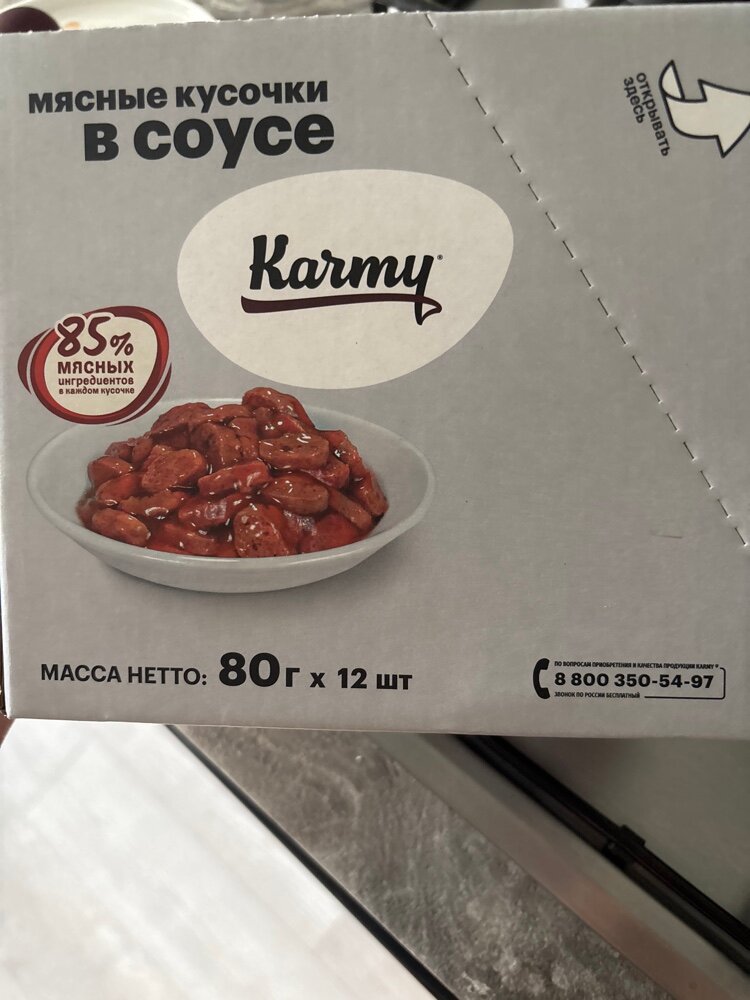 мясные кусочки
в соусе
открывать
здесь
Karmy®
85%
мясных
ингредиентов
в каждом кусочке
МАССА НЕТТО: 80 г х 12 шт
ПО ВОПРОСАМ ПРИОБРЕТЕНИЯ И КАЧЕСТВА ПРОДУКЦИИ KARMY ®
8 800 350-54-97
ЗВОНОК ПО РОССИИ БЕСПЛАТНЫЙ